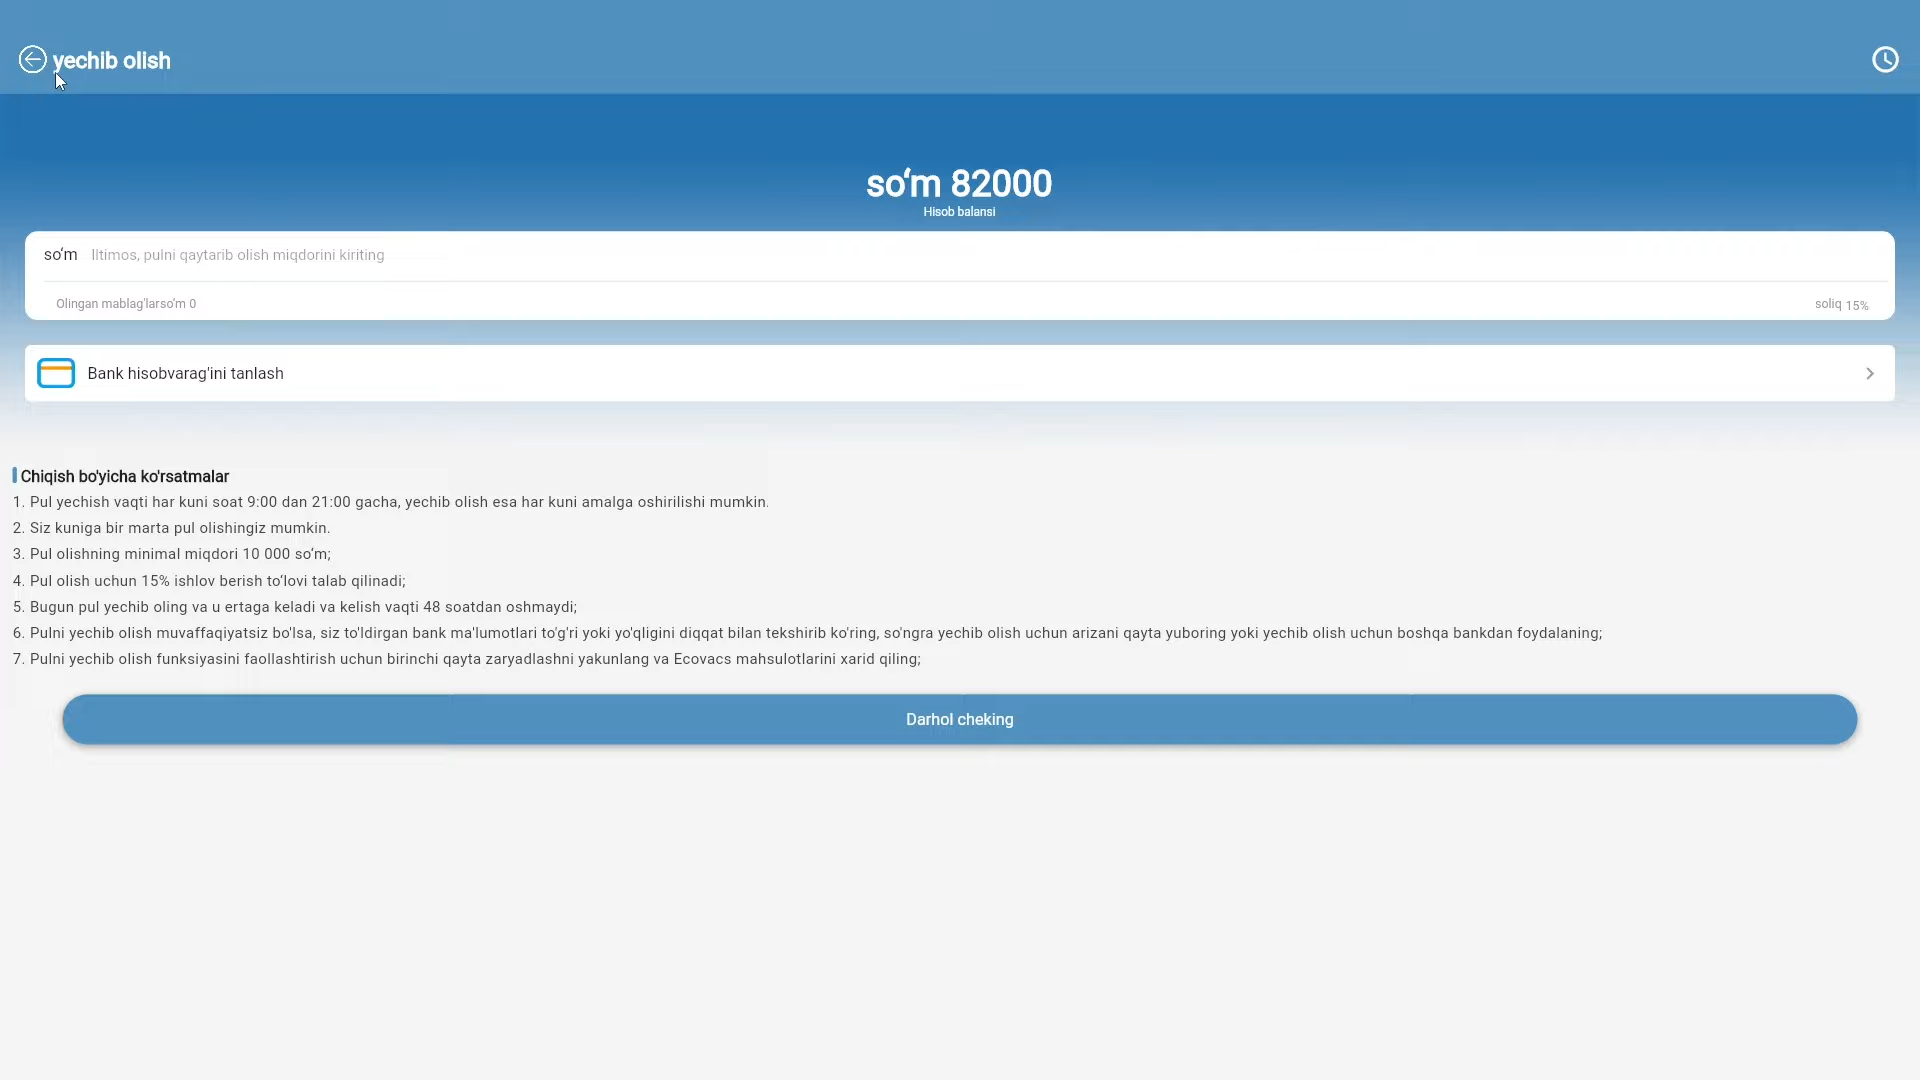 yechib olish
so‘m 82000
Hisob balansi
so‘m Iltimos, pulni qaytarib olish miqdorini kiriting
Olingan mablag'larso‘m 0
soliq 15%
Bank hisobvarag'ini tanlash
Chiqish bo'yicha ko'rsatmalar
1. Pul yechish vaqti har kuni soat 9:00 dan 21:00 gacha, yechib olish esa har kuni amalga oshirilishi mumkin.
2. Siz kuniga bir marta pul olishingiz mumkin.
3. Pul olishning minimal miqdori 10 000 so‘m;
4. Pul olish uchun 15% ishlov berish to‘lovi talab qilinadi;
5. Bugun pul yechib oling va u ertaga keladi va kelish vaqti 48 soatdan oshmaydi;
6. Pulni yechib olish muvaffaqiyatsiz bo'lsa, siz to'ldirgan bank ma'lumotlari to'g'ri yoki yo'qligini diqqat bilan tekshirib ko'ring, so'ngra yechib olish uchun arizani qayta yuboring yoki yechib olish uchun boshqa bankdan foydalaning;
7. Pulni yechib olish funksiyasini faollashtirish uchun birinchi qayta zaryadlashni yakunlang va Ecovacs mahsulotlarini xarid qiling;
Darhol cheking